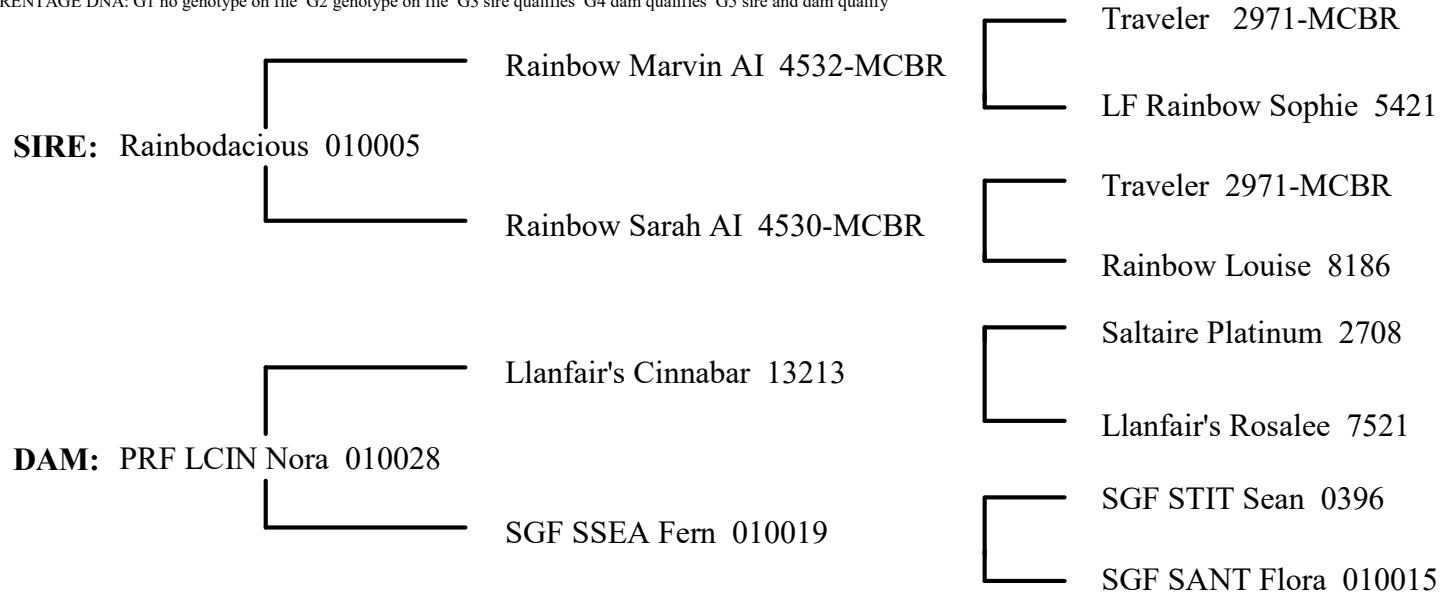 RENTAGE DNA: G1 no genotype on file G2 genotype on file G3 sire qualifies G4 dam qualifies G5 sire and dam qualify
Traveler 2971-MCBR
Rainbow Marvin AI 4532-MCBR
LF Rainbow Sophie 5421
SIRE: Rainbodacious 010005
Traveler 2971-MCBR
Rainbow Sarah AI 4530-MCBR
Rainbow Louise 8186
Saltaire Platinum 2708
Llanfair's Cinnabar 13213
Llanfair's Rosalee 7521
DAM: PRF LCIN Nora 010028
SGF STIT Sean 0396
SGF SSEA Fern 010019
SGF SANT Flora 010015